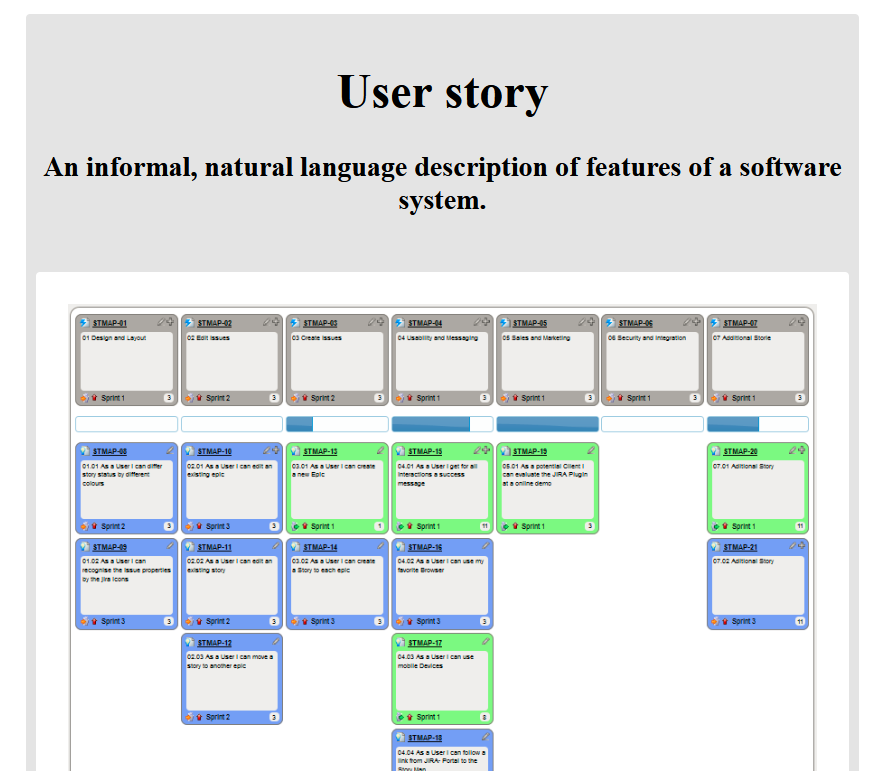 User story
An informal, natural language description of features of a software
system.
STMAP-01
01 Design and Layout
Sprint 1
3
STMAP-02
02 Edit Issues
Sprint 2
3
STMAP-03
03 Create Issues
Sprint 2
3
STMAP-04
04 Usability and Messaging
Sprint 1
3
STMAP-05
05 Sales and Marketing
Sprint 1
3
STMAP-06
06 Security and Integration
Sprint 1
3
STMAP-07
07 Additional Storie
Sprint 1
3
STMAP-08
01.01 As a User I can differ
story status by different
colours
Sprint 2
3
STMAP-10
02.01 As a User I can edit an
existing epic
Sprint 3
3
STMAP-13
03.01 As a User I can create
a new Epic
Sprint 1
1
STMAP-15
04.01 As a User I get for all
interactions a success
message
Sprint 1
11
STMAP-19
05.01 As a potential Client I
can evaluate the JIRA Plugin
at a online demo
Sprint 1
3
STMAP-20
07.01 Aditional Story
Sprint 1
11
STMAP-09
01.02 As a User I can
recognise the issue properties
by the jira icons
Sprint 3
3
STMAP-11
02.02 As a User I can edit an
existing story
Sprint 2
3
STMAP-14
03.02 As a User I can create
a Story to each epic
Sprint 3
3
STMAP-16
04.02 As a User I can use my
favorite Browser
Sprint 3
3
STMAP-21
07.02 Aditional Story
Sprint 3
11
STMAP-12
02.03 As a User I can move a
story to another epic
Sprint 2
3
STMAP-17
04.03 As a User I can use
mobile Devices
Sprint 1
8
STMAP-18
04.04 As a User I can follow a
link from JIRA- Portal to the
Story Map